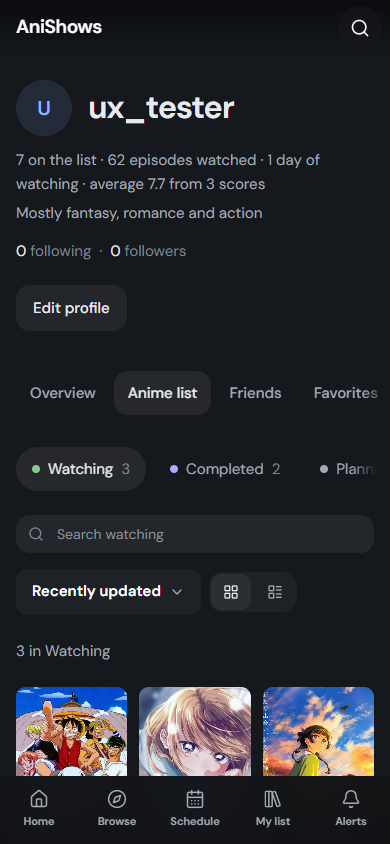 AniShows
U
ux_tester
7 on the list · 62 episodes watched · 1 day of
watching · average 7.7 from 3 scores
Mostly fantasy, romance and action
0 following · 0 followers
Edit profile
Overview Anime list Friends Favorites
Watching 3 Completed 2 Plann
Search watching
Recently updated
3 in Watching
Home Browse Schedule My list Alerts